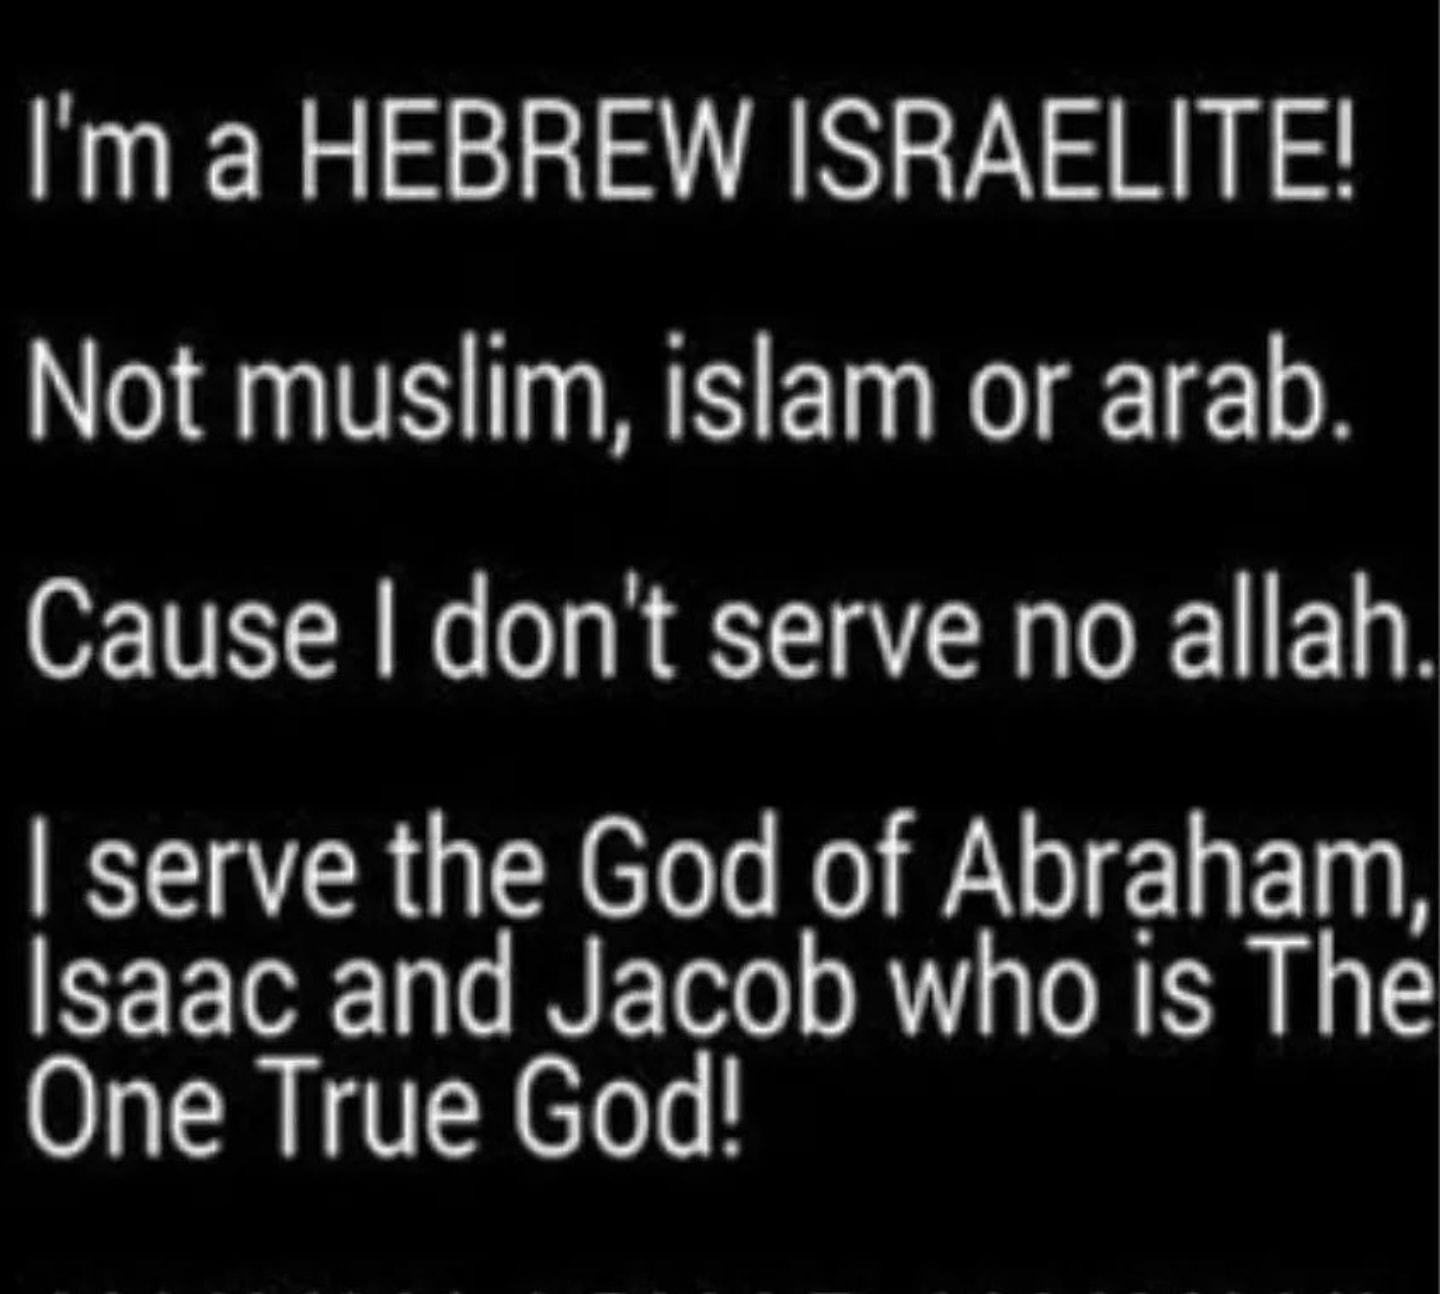 I'm a HEBREW ISRAELITE!
Not muslim, islam or arab.
Cause I don't serve no allah.
I serve the God of Abraham,
Isaac and Jacob who is The
One True God!